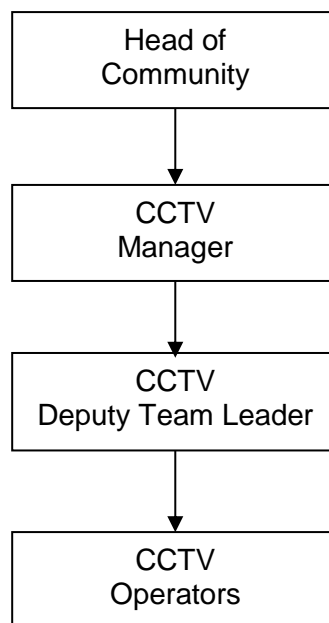 Head of
Community
CCTV
Manager
CCTV
Deputy Team Leader
CCTV
Operators